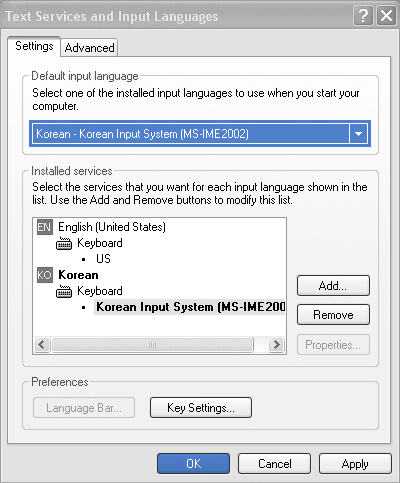 Text Services and Input Languages
Settings
Advanced
Default input language
Select one of the installed input languages to use when you start your
computer.
Korean - Korean Input System (MS-IME2002)
Installed services
Select the services that you want for each input language shown in the
list. Use the Add and Remove buttons to modify this list.
EN English (United States)
Keyboard
• US
KO Korean
Keyboard
• Korean Input System (MS-IME200
Add...
Remove
Properties...
Preferences
Language Bar...
Key Settings...
OK
Cancel
Apply